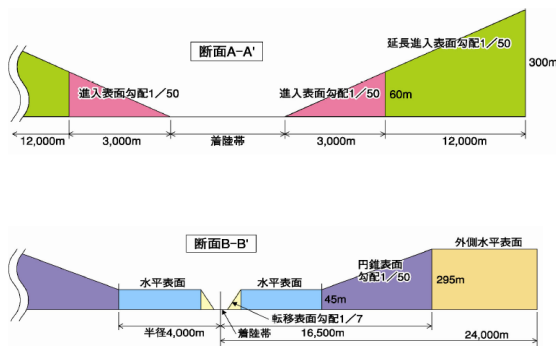 断面A-A'
延長進入表面勾配1/50
300m
進入表面勾配1/50
進入表面勾配1/50
60m
12,000m
3,000m
着陸帯
3,000m
12,000m
断面B-B'
外側水平表面
円錐表面
勾配1/50
水平表面
水平表面
295m
45m
転移表面勾配1/7
半径4,000m
着陸帯
16,500m
24,000m